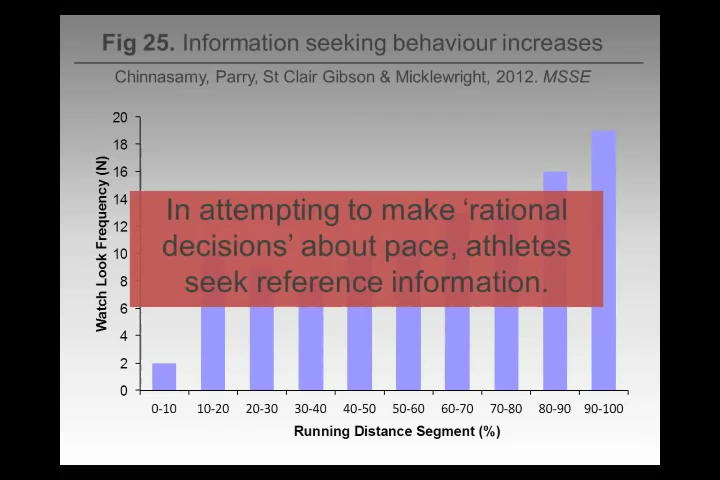 Fig 25. Information seeking behaviour increases
Chinnasamy, Parry, St Clair Gibson & Micklewright, 2012. MSSE
20
18
16
14
12
10
8
6
4
2
0
Watch Look Frequency (N)
In attempting to make ‘rational
decisions’ about pace, athletes
seek reference information.
0-10 10-20 20-30 30-40 40-50 50-60 60-70 70-80 80-90 90-100
Running Distance Segment (%)